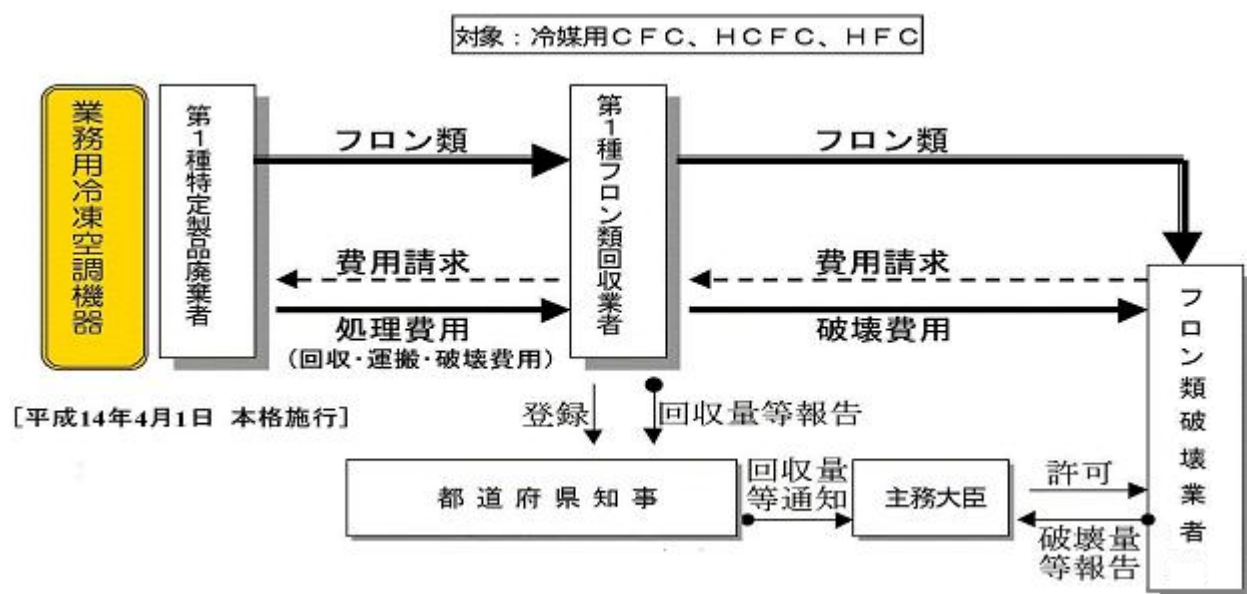 対象：冷媒用ＣＦＣ、ＨＣＦＣ、ＨＦＣ
業務用冷凍空調機器
第１種特定製品廃棄者
フロン類
第１種フロン類回収業者
フロン類
費用請求
費用請求
処理費用
（回収・運搬・破壊費用）
破壊費用
フロン類破壊業者
[平成14年4月1日 本格施行]
登録
回収量等報告
都道府県知事
回収量
等通知
主務大臣
許可
破壊量
等報告